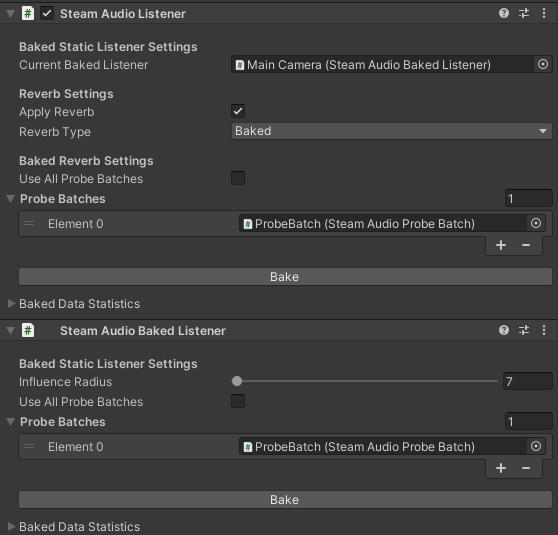 Steam Audio Listener
Baked Static Listener Settings
Current Baked Listener Main Camera (Steam Audio Baked Listener)
Reverb Settings
Apply Reverb
Reverb Type Baked
Baked Reverb Settings
Use All Probe Batches
Probe Batches 1
Element 0 ProbeBatch (Steam Audio Probe Batch)
+ −
Bake
Baked Data Statistics
Steam Audio Baked Listener
Baked Static Listener Settings
Influence Radius 7
Use All Probe Batches
Probe Batches 1
Element 0 ProbeBatch (Steam Audio Probe Batch)
+ −
Bake
Baked Data Statistics